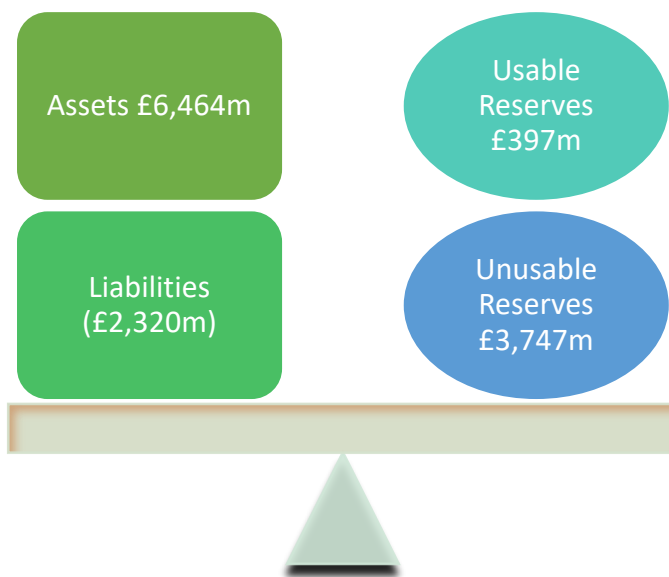 Assets £6,464m
Liabilities
(£2,320m)
Usable
Reserves
£397m
Unusable
Reserves
£3,747m